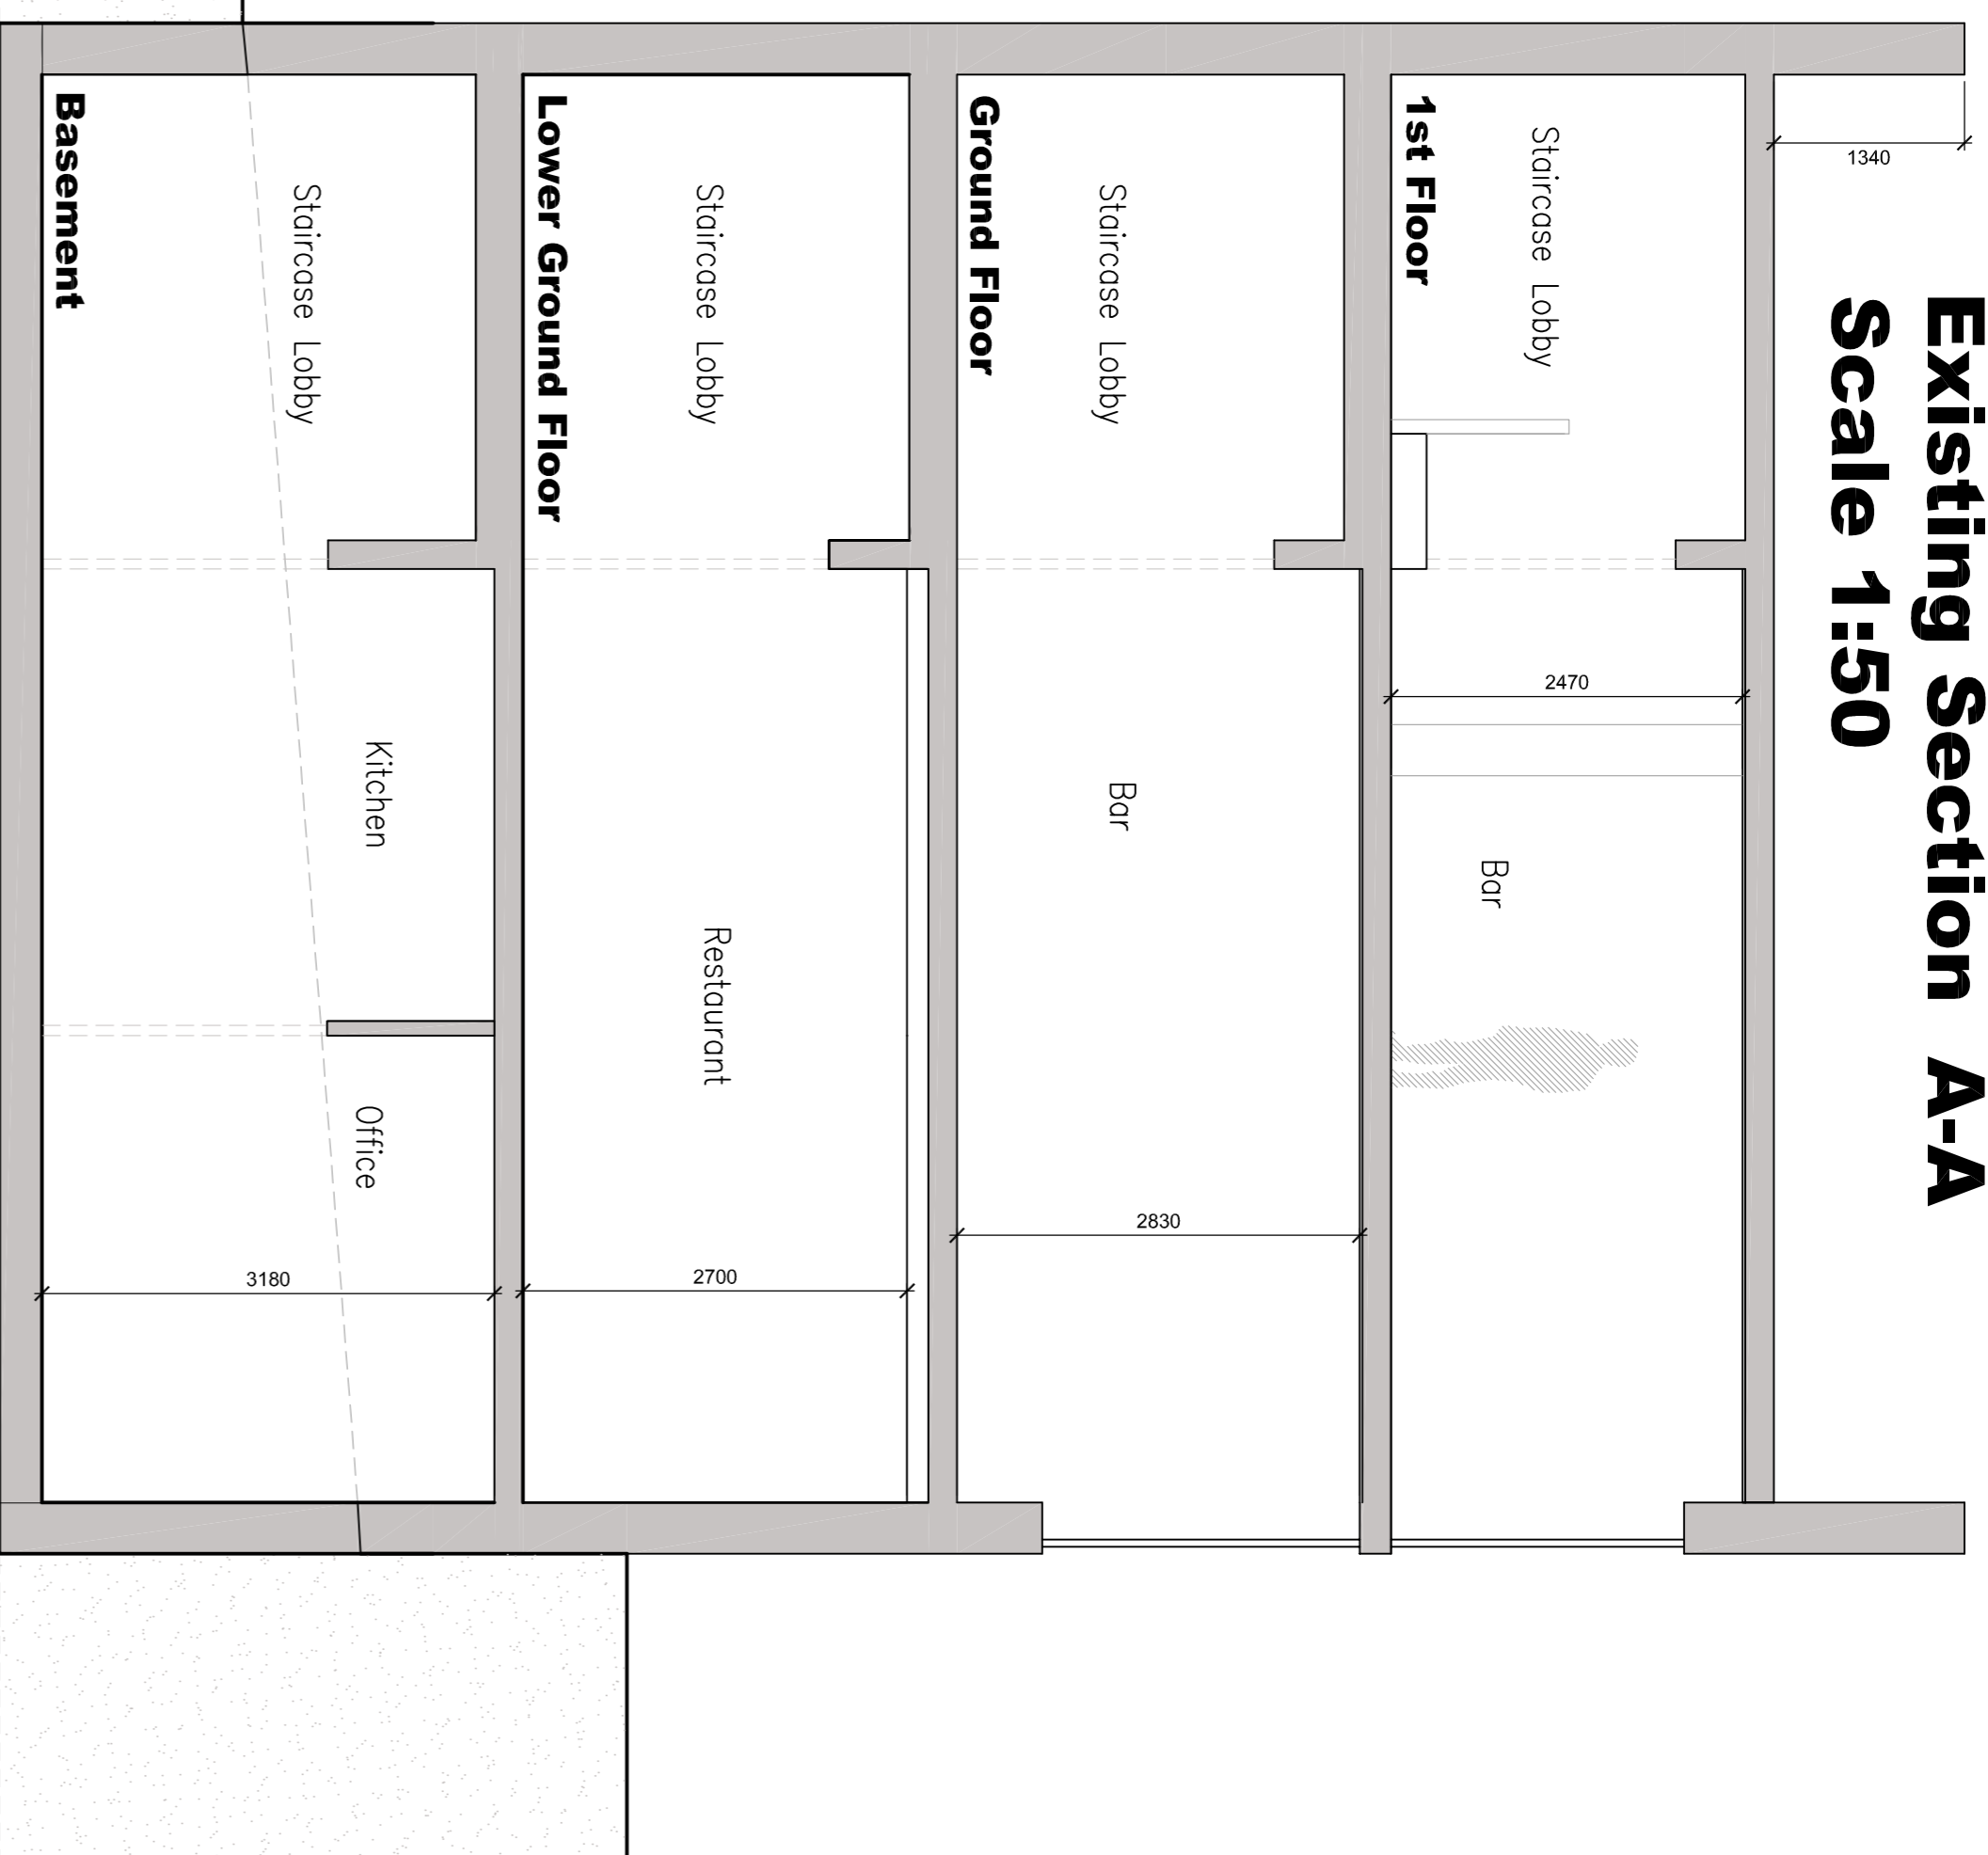 Existing Section A-A
Scale 1:50
1340
1st Floor
Staircase Lobby
2470
Bar
Ground Floor
Staircase Lobby
Bar
2830
Lower Ground Floor
Staircase Lobby
Restaurant
2700
Basement
Staircase Lobby
Kitchen
Office
3180